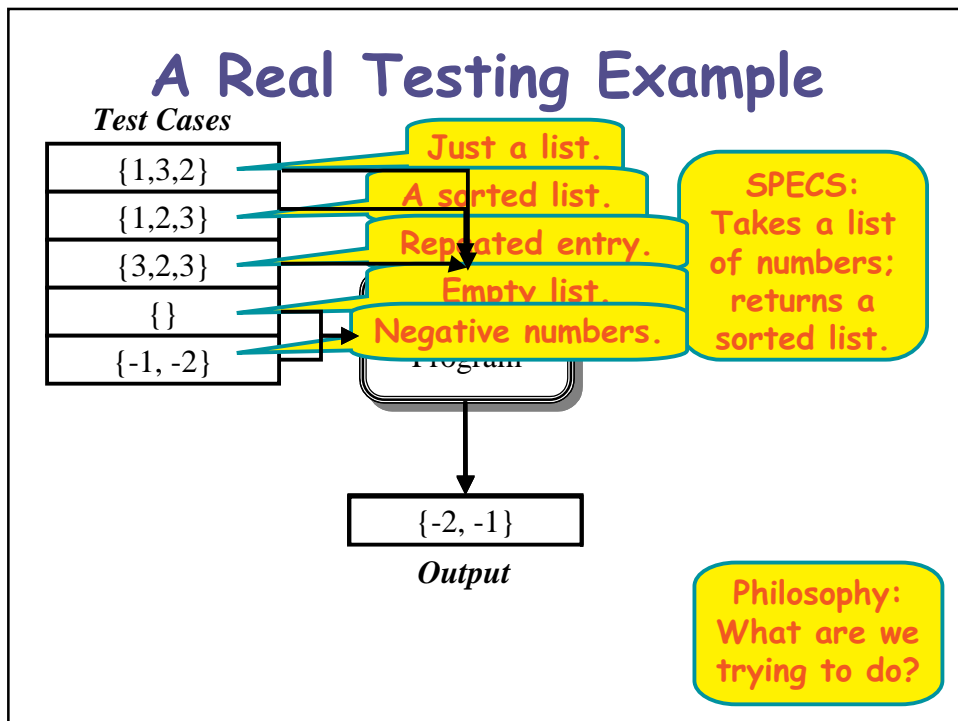 A Real Testing Example
Test Cases
{1,3,2}
{1,2,3}
{3,2,3}
{}
{-1, -2}
Just a list.
A sorted list.
Repeated entry.
Empty list.
Negative numbers.
Program
SPECS:
Takes a list
of numbers;
returns a
sorted list.
{-2, -1}
Output
Philosophy:
What are we
trying to do?